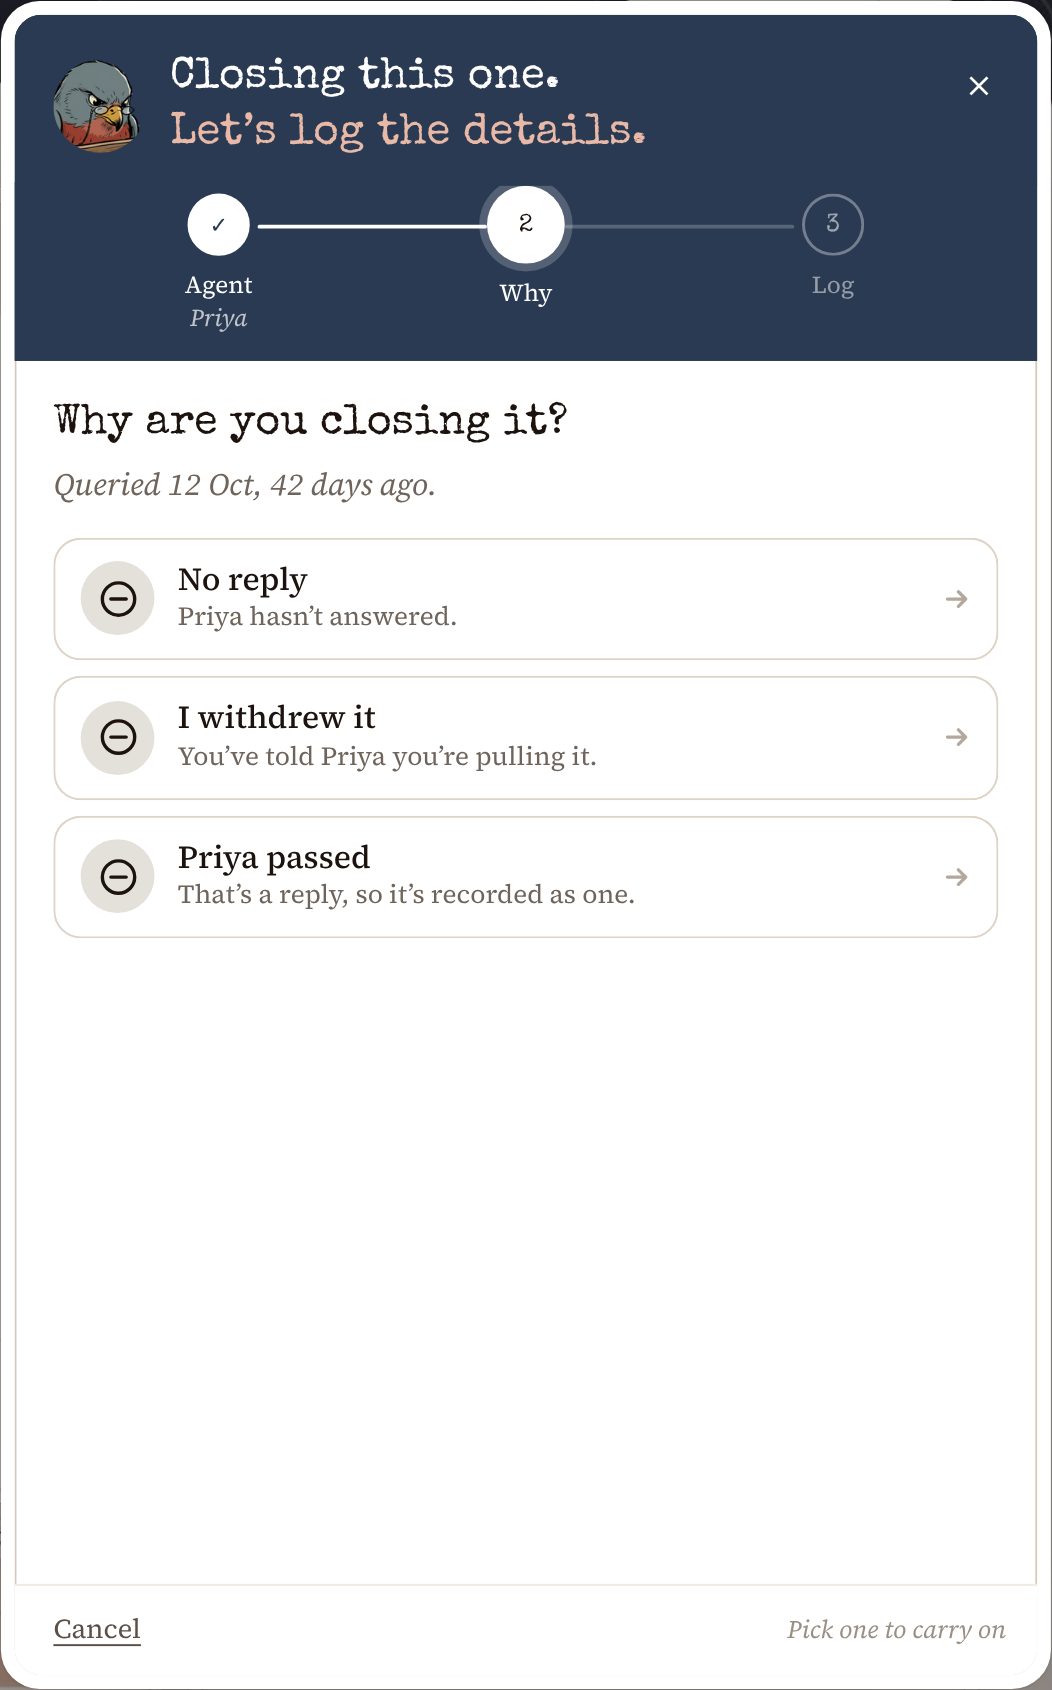 Closing this one.
Let’s log the details.
✓
2
3
Agent
Why
Log
Priya
Why are you closing it?
Queried 12 Oct, 42 days ago.
No reply
Priya hasn’t answered.
I withdrew it
You’ve told Priya you’re pulling it.
Priya passed
That’s a reply, so it’s recorded as one.
Cancel
Pick one to carry on